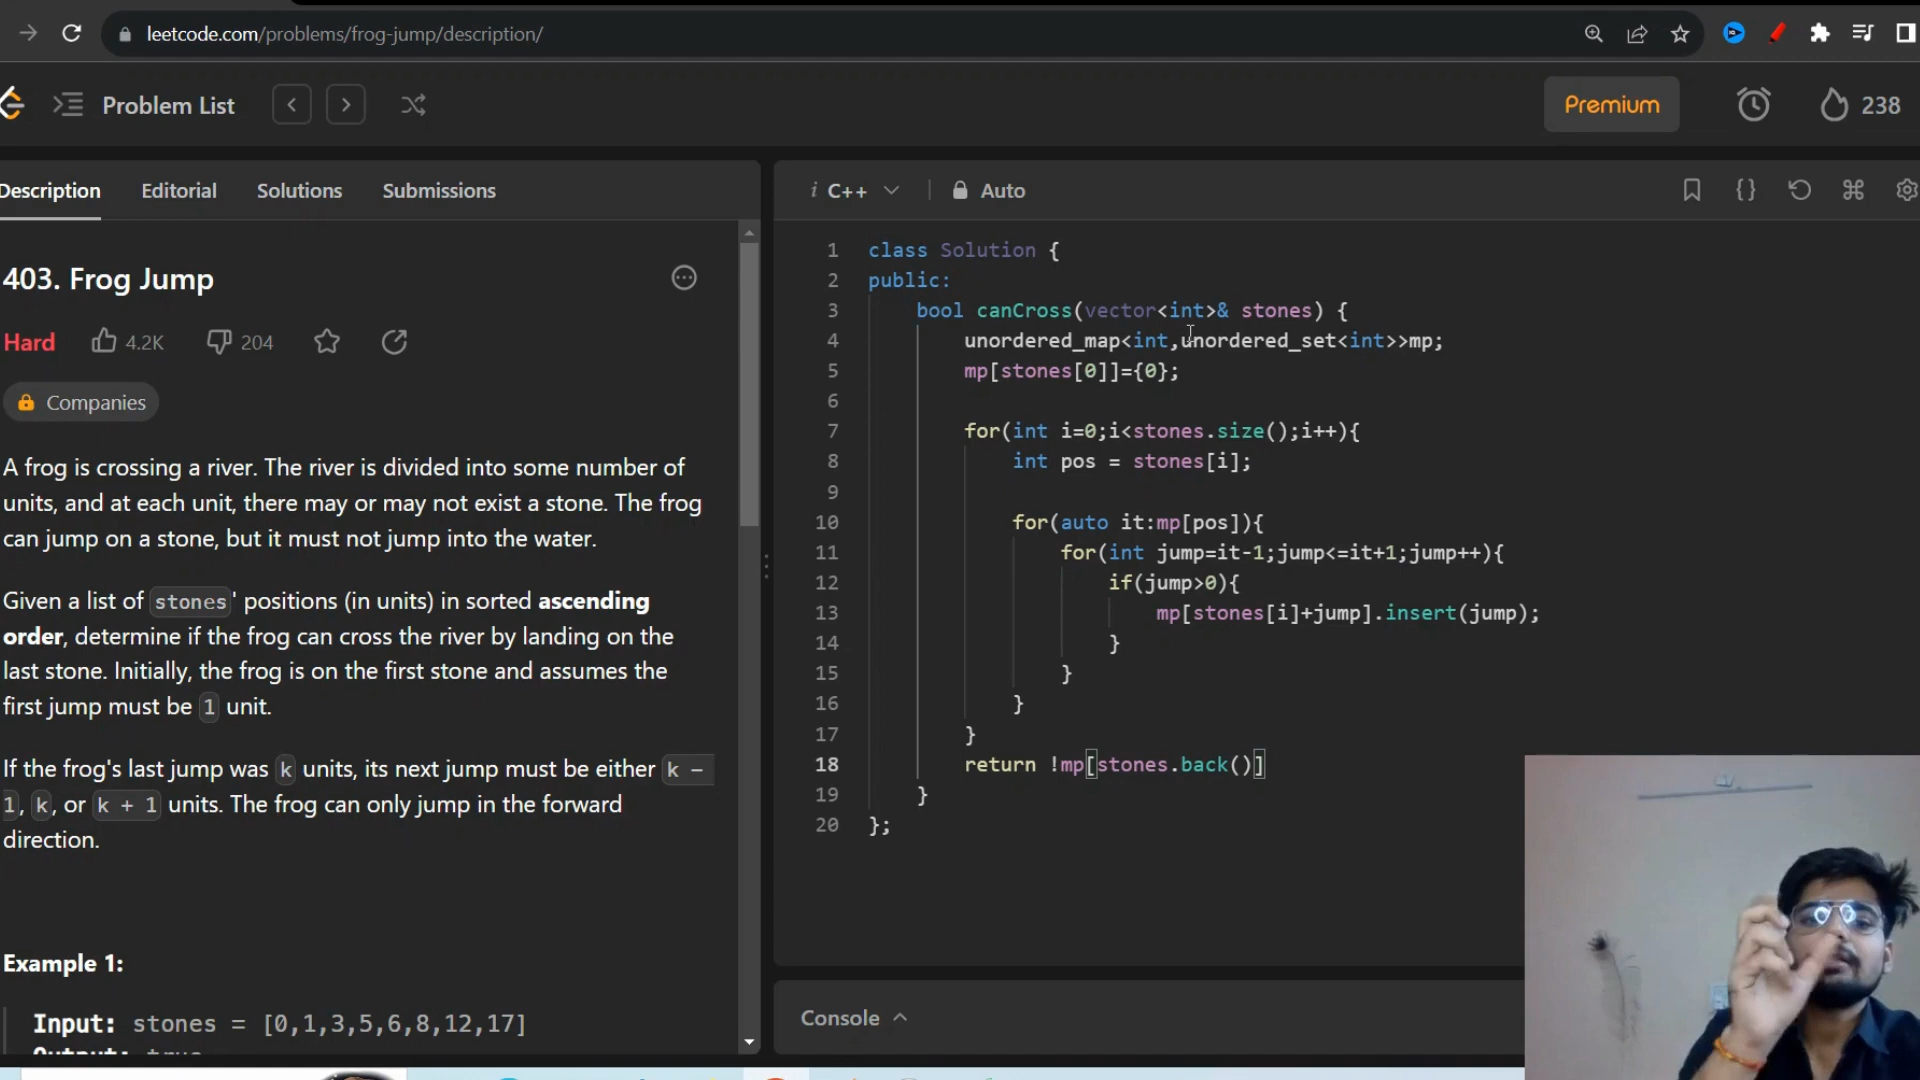 leetcode.com/problems/frog-jump/description/
Problem List
Premium
238
Description
Editorial
Solutions
Submissions
403. Frog Jump
Hard
4.2K
204
Companies
A frog is crossing a river. The river is divided into some number of
units, and at each unit, there may or may not exist a stone. The frog
can jump on a stone, but it must not jump into the water.
Given a list of stones' positions (in units) in sorted ascending
order, determine if the frog can cross the river by landing on the
last stone. Initially, the frog is on the first stone and assumes the
first jump must be 1 unit.
If the frog's last jump was k units, its next jump must be either k -
1, k, or k + 1 units. The frog can only jump in the forward
direction.
Example 1:
Input: stones = [0,1,3,5,6,8,12,17]
Output: true
i C++
Auto
1 class Solution {
2 public:
3 bool canCross(vector<int>& stones) {
4 unordered_map<int,unordered_set<int>>mp;
5 mp[stones[0]]={0};
6
7 for(int i=0;i<stones.size();i++){
8 int pos = stones[i];
9
10 for(auto it:mp[pos]){
11 for(int jump=it-1;jump<=it+1;jump++){
12 if(jump>0){
13 mp[stones[i]+jump].insert(jump);
14 }
15 }
16 }
17 }
18 return !mp[stones.back()]
19 }
20 };
Console